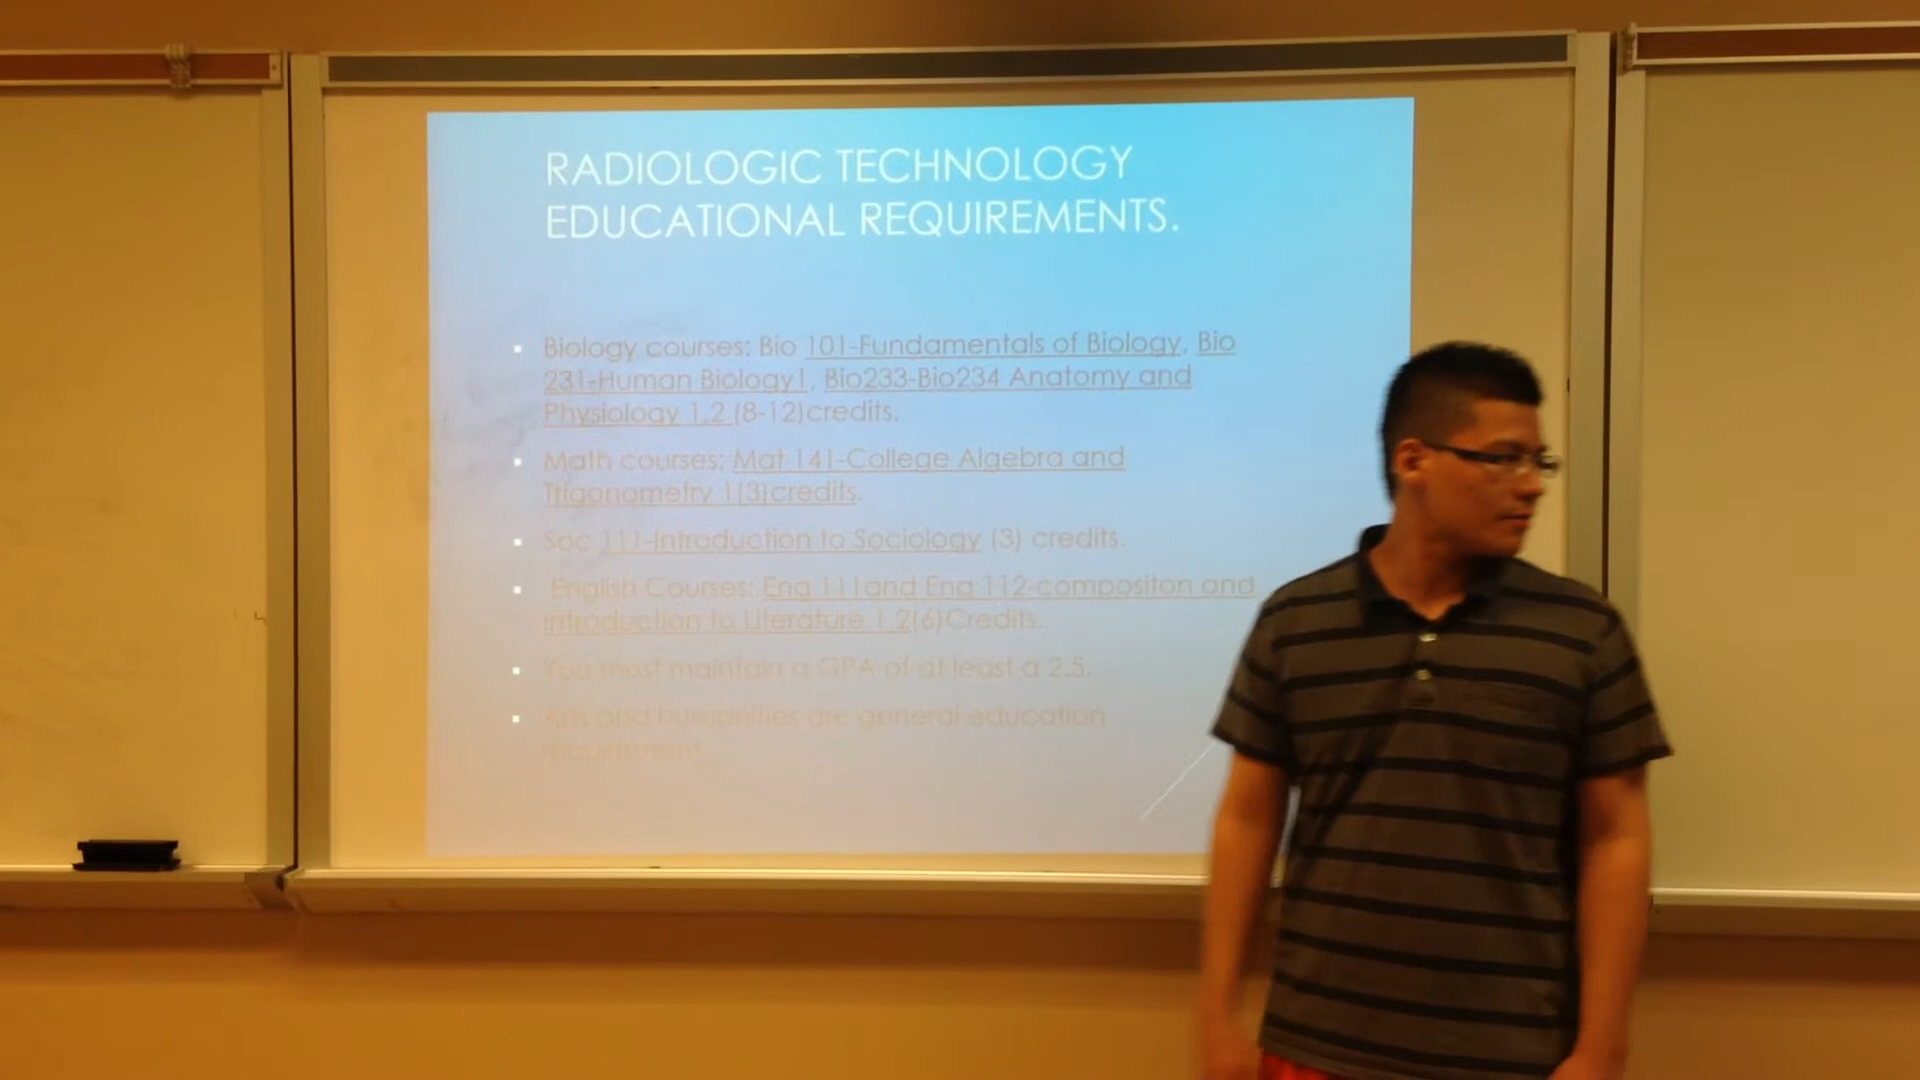 RADIOLOGIC TECHNOLOGY
EDUCATIONAL REQUIREMENTS.
Biology courses: Bio 101-Fundamentals of Biology, Bio
231-Human Biology1, Bio233-Bio234 Anatomy and
Physiology 1,2 (8-12)credits.
Math courses: Mat 141-College Algebra and
Trigonometry 1(3)credits.
Soc 111-Introduction to Sociology (3) credits.
English Courses: Eng 111and Eng 112-compositon and
introduction to Literature 1,2(6)Credits.
You must maintain a GPA of at least a 2.5.
Arts and humanities are general education